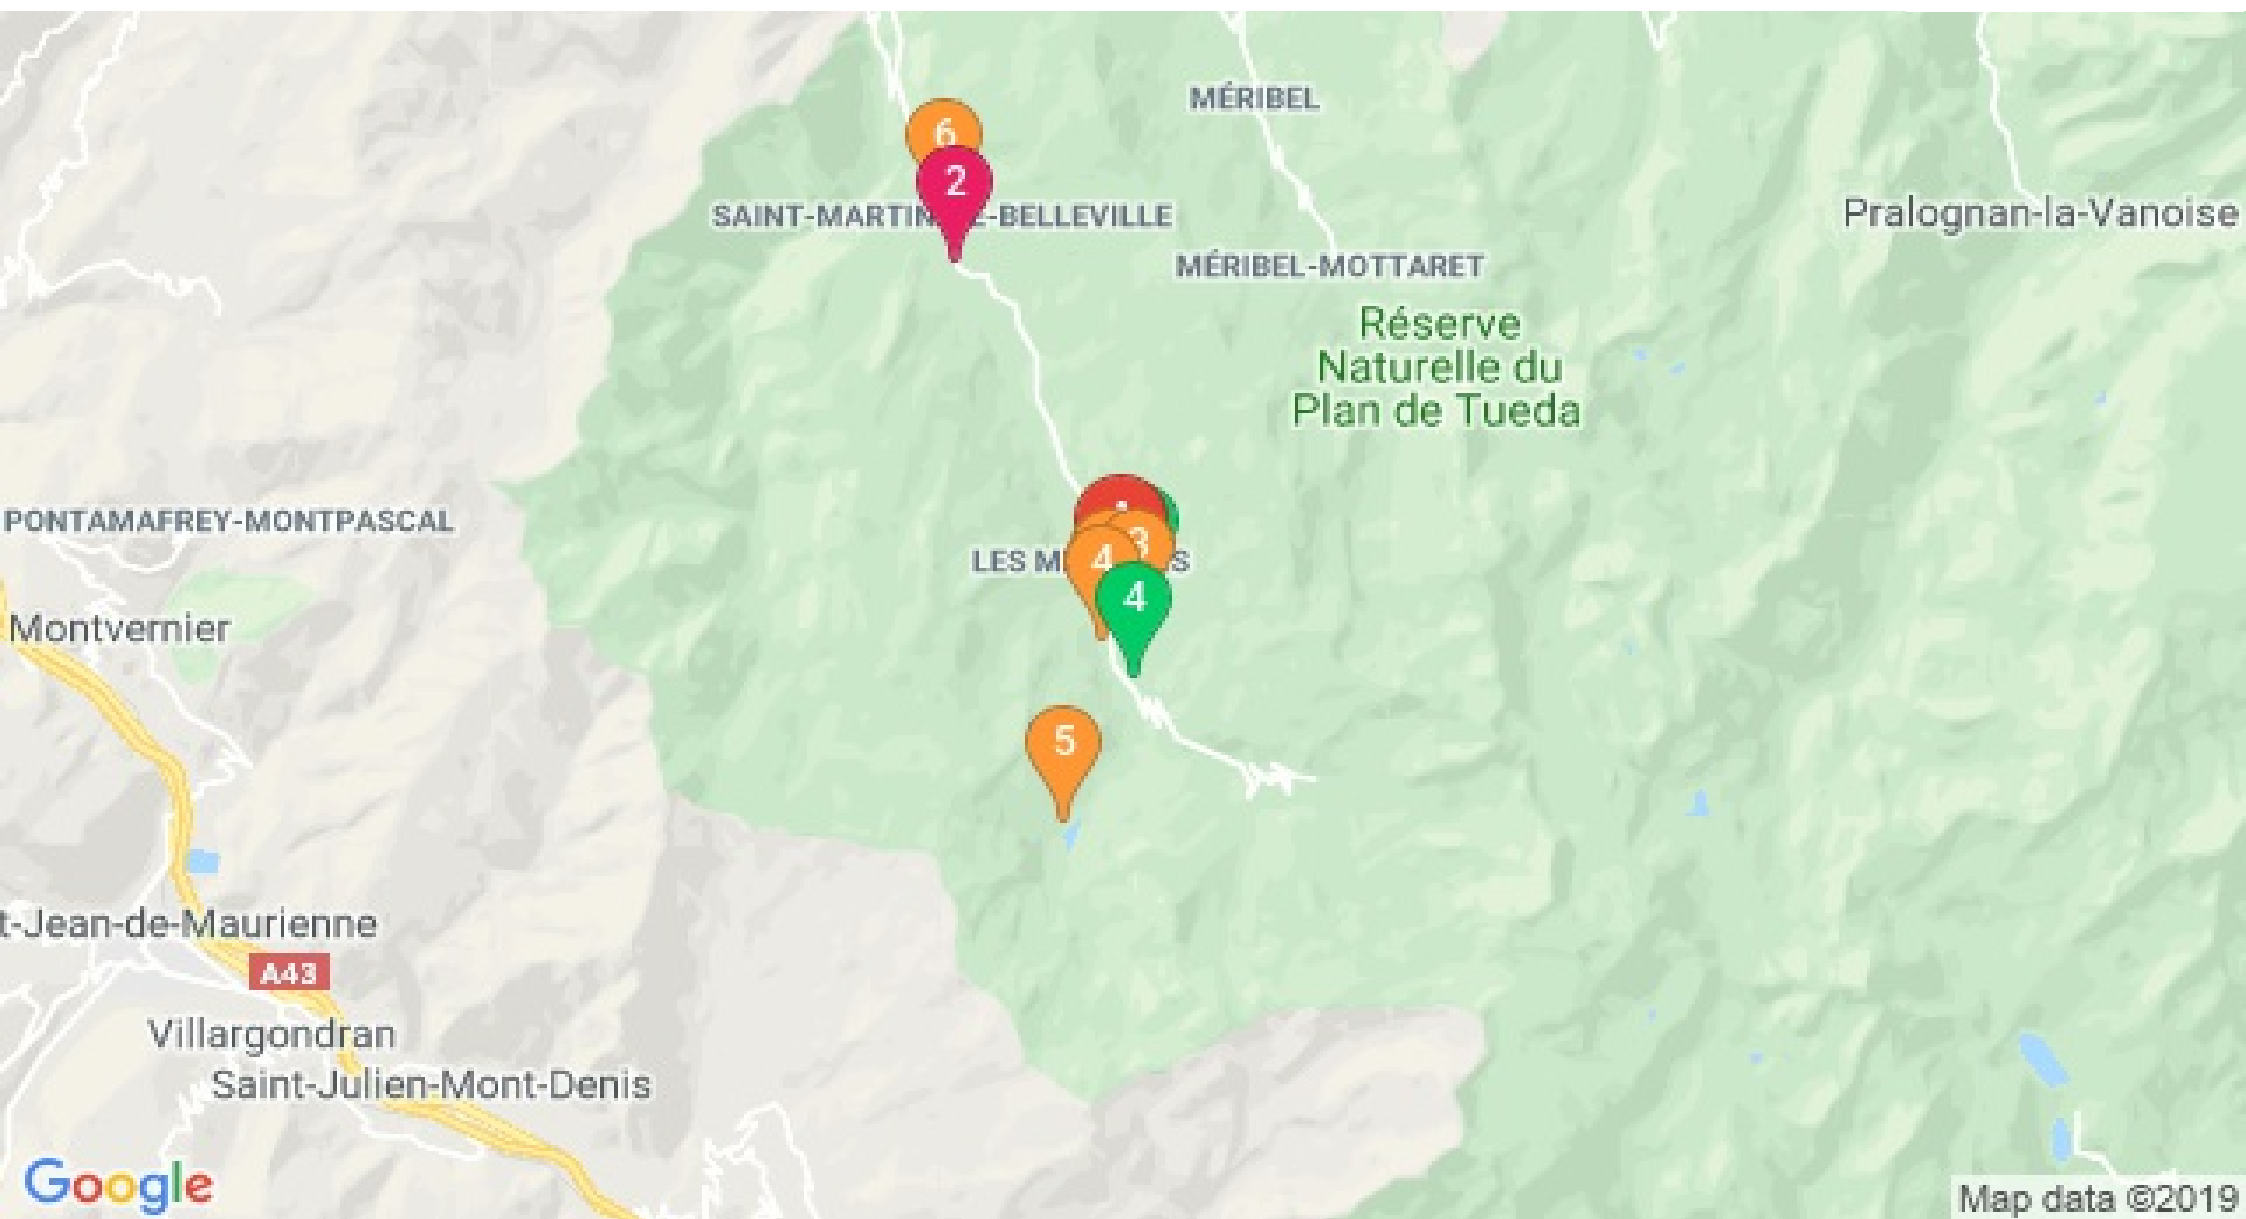 MÉRIBEL
6
2
SAINT-MARTIN E-BELLEVILLE
Pralognan-la-Vanoise
MÉRIBEL-MOTTARET
Réserve
Naturelle du
Plan de Tueda
PONTAMAFREY-MONTPASCAL
3
4
LES
4
Montvernier
5
t-Jean-de-Maurienne
A43
Villargondran
Saint-Julien-Mont-Denis
Google
Map data ©2019